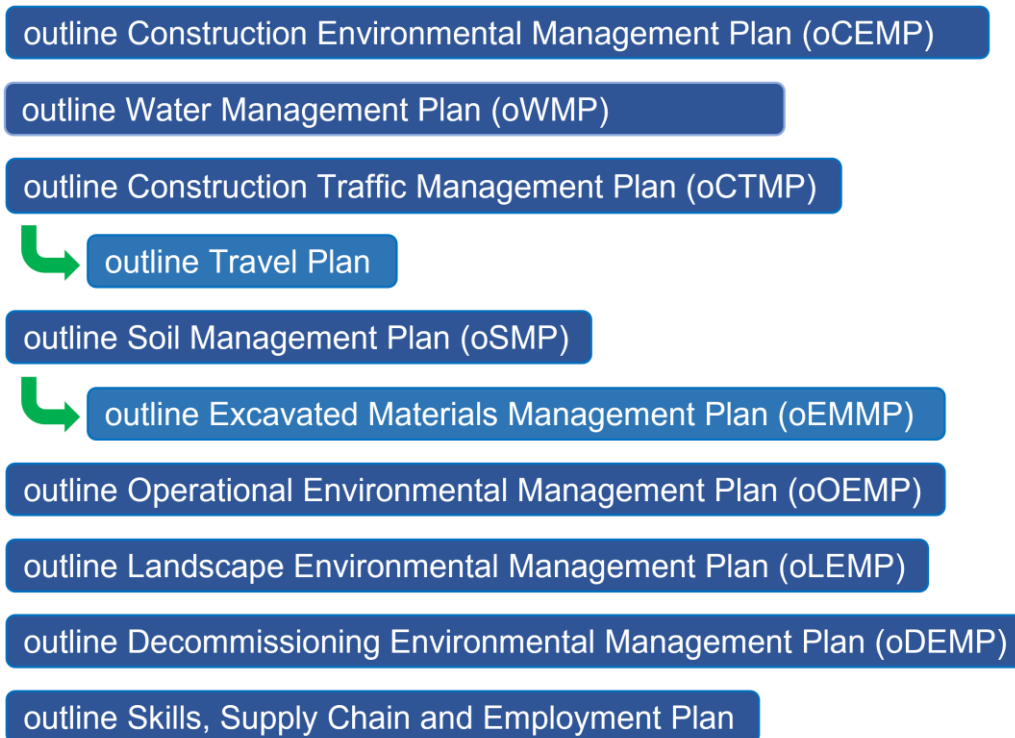 outline Construction Environmental Management Plan (oCEMP)
outline Water Management Plan (oWMP)
outline Construction Traffic Management Plan (oCTMP)
outline Travel Plan
outline Soil Management Plan (oSMP)
outline Excavated Materials Management Plan (oEMMP)
outline Operational Environmental Management Plan (oOEMP)
outline Landscape Environmental Management Plan (oLEMP)
outline Decommissioning Environmental Management Plan (oDEMP)
outline Skills, Supply Chain and Employment Plan